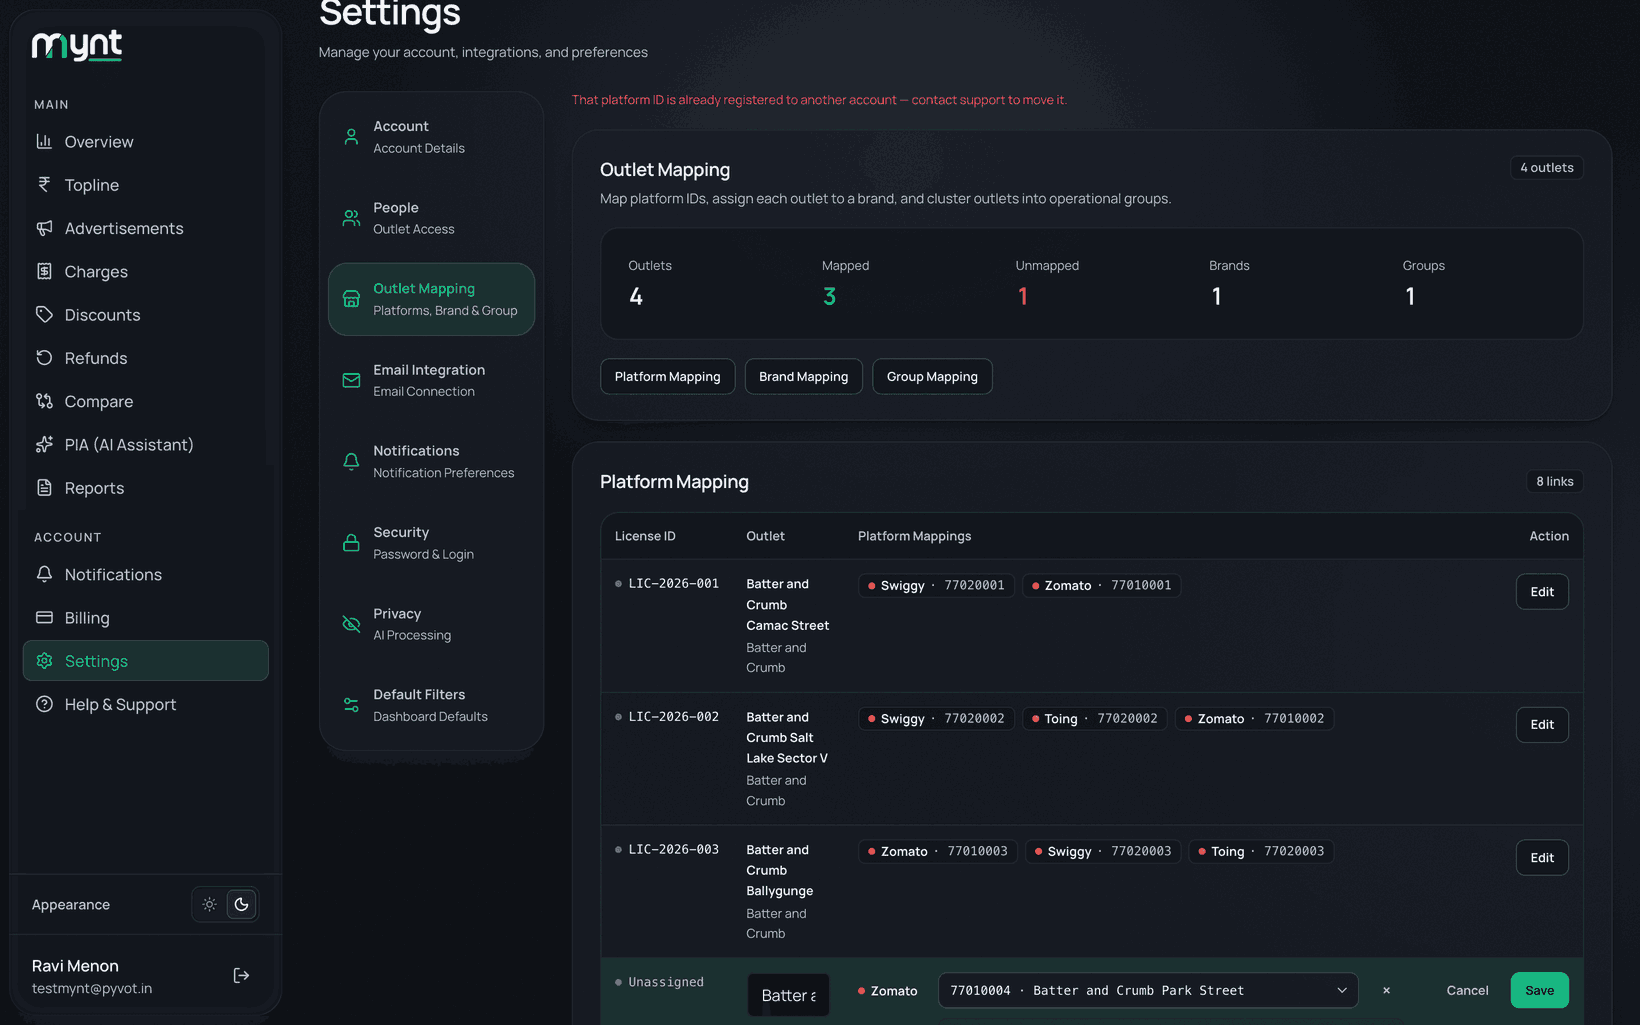 mynt
MAIN
Overview
Topline
Advertisements
Charges
Discounts
Refunds
Compare
PIA (AI Assistant)
Reports
ACCOUNT
Notifications
Billing
Settings
Help & Support
Appearance
Ravi Menon
testmynt@pyvot.in
Settings
Manage your account, integrations, and preferences
Account
Account Details
People
Outlet Access
Outlet Mapping
Platforms, Brand & Group
Email Integration
Email Connection
Notifications
Notification Preferences
Security
Password & Login
Privacy
AI Processing
Default Filters
Dashboard Defaults
That platform ID is already registered to another account — contact support to move it.
Outlet Mapping
4 outlets
Map platform IDs, assign each outlet to a brand, and cluster outlets into operational groups.
Outlets Mapped Unmapped Brands Groups
4 3 1 1 1
Platform Mapping Brand Mapping Group Mapping
Platform Mapping
8 links
License ID Outlet Platform Mappings Action
LIC-2026-001 Batter and Swiggy · 77020001 Zomato · 77010001 Edit
Crumb
Camac Street
Batter and
Crumb
LIC-2026-002 Batter and Swiggy · 77020002 Toing · 77020002 Zomato · 77010002 Edit
Crumb Salt
Lake Sector V
Batter and
Crumb
LIC-2026-003 Batter and Zomato · 77010003 Swiggy · 77020003 Toing · 77020003 Edit
Crumb
Ballygunge
Batter and
Crumb
Unassigned Batter a Zomato 77010004 · Batter and Crumb Park Street × Cancel Save